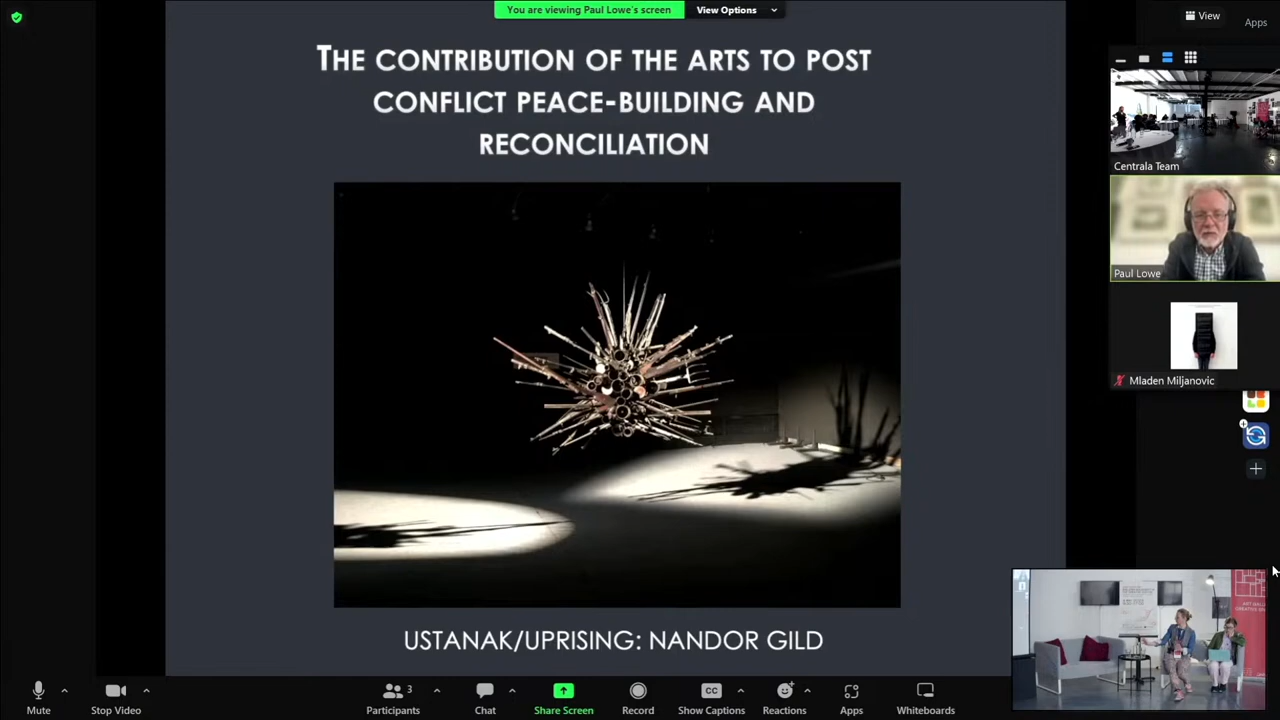 You are viewing Paul Lowe's screen
View Options
View
Apps
THE CONTRIBUTION OF THE ARTS TO POST
CONFLICT PEACE-BUILDING AND
RECONCILIATION
USTANAK/UPRISING: NANDOR GILD
Centrala Team
Paul Lowe
Mladen Miljanovic
Mute
Stop Video
Participants
3
Chat
Share Screen
Record
CC
Show Captions
Reactions
Apps
Whiteboards